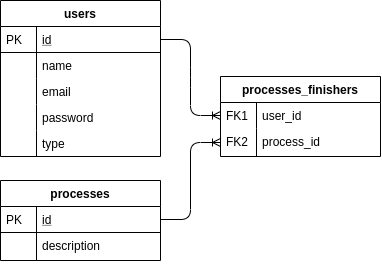 users
PK id
name
email
password
type
processes_finishers
FK1 user_id
FK2 process_id
processes
PK id
description